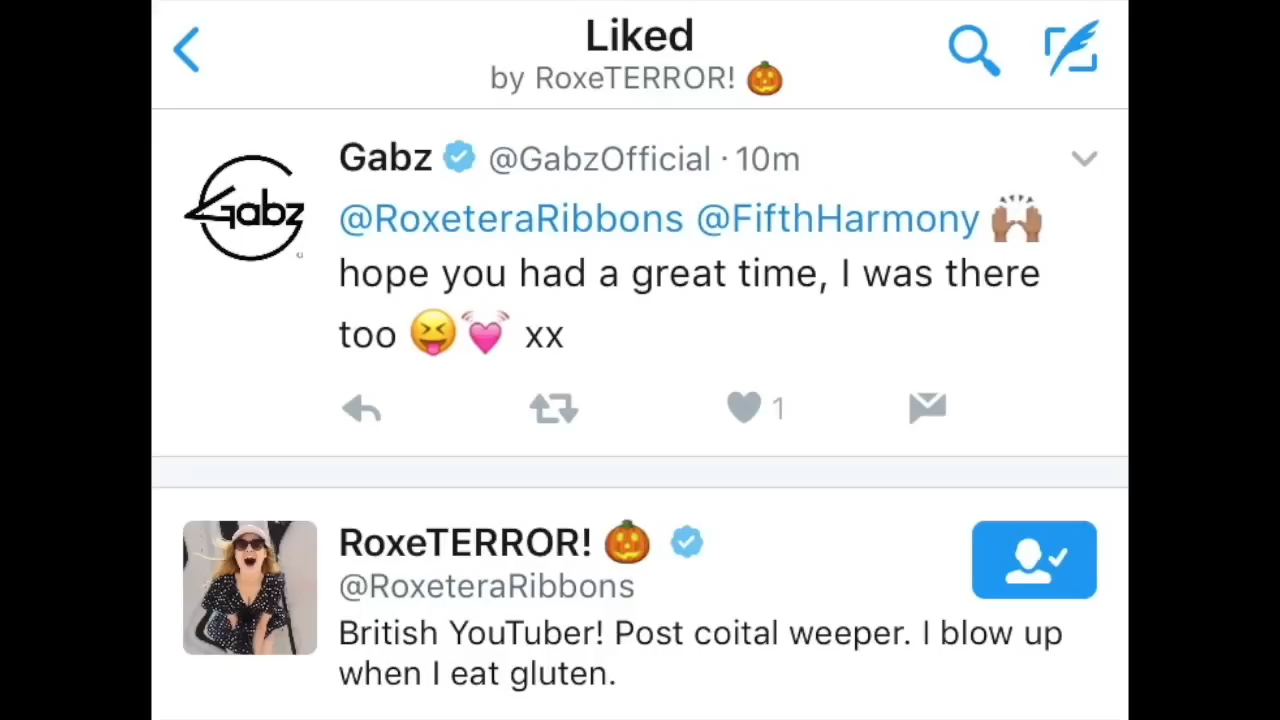 Liked
by RoxeTERROR! 🎃
Gabz
Gabz @GabzOfficial · 10m
@RoxeteraRibbons @FifthHarmony 🙌🏽
hope you had a great time, I was there
too 😝💓 xx
1
RoxeTERROR! 🎃
@RoxeteraRibbons
British YouTuber! Post coital weeper. I blow up
when I eat gluten.